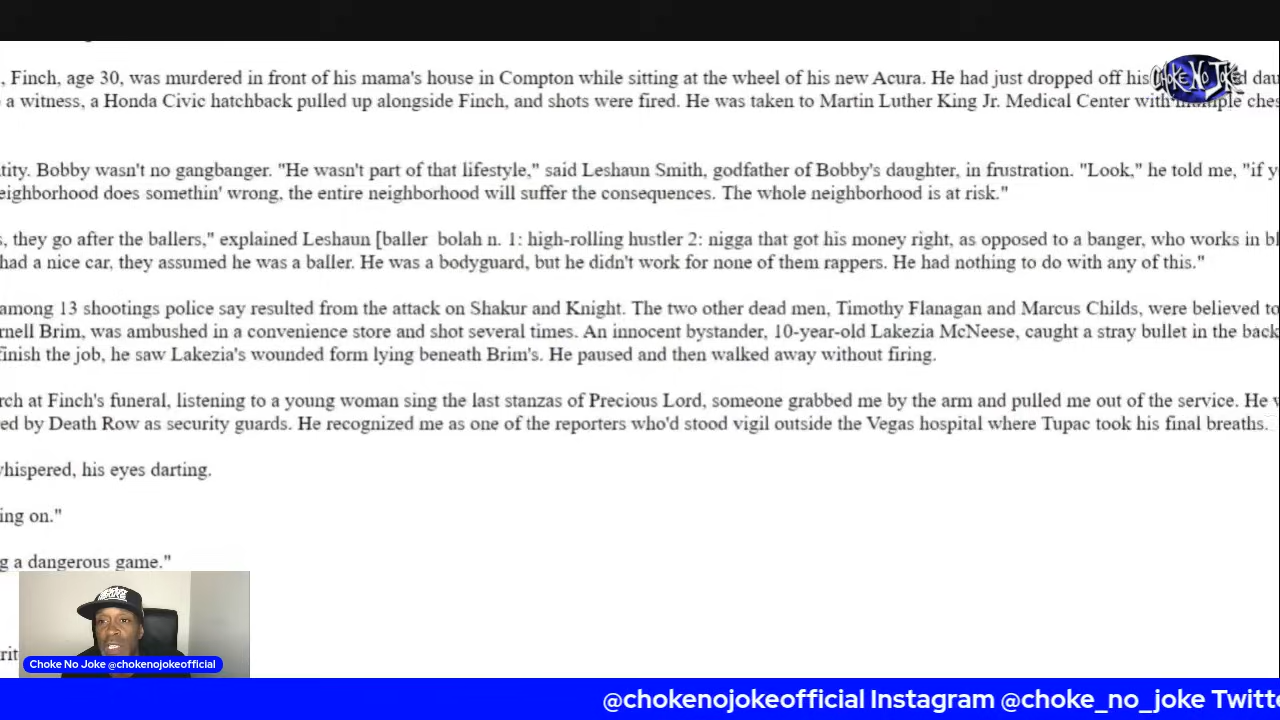 , Finch, age 30, was murdered in front of his mama's house in Compton while sitting at the wheel of his new Acura. He had just dropped off his dau
CHOKE NO JOKE
a witness, a Honda Civic hatchback pulled up alongside Finch, and shots were fired. He was taken to Martin Luther King Jr. Medical Center with multiple ches
tity. Bobby wasn't no gangbanger. "He wasn't part of that lifestyle," said Leshaun Smith, godfather of Bobby's daughter, in frustration. "Look," he told me, "if y
eighborhood does somethin' wrong, the entire neighborhood will suffer the consequences. The whole neighborhood is at risk."
, they go after the ballers," explained Leshaun [baller bolah n. 1: high-rolling hustler 2: nigga that got his money right, as opposed to a banger, who works in bl
had a nice car, they assumed he was a baller. He was a bodyguard, but he didn't work for none of them rappers. He had nothing to do with any of this."
among 13 shootings police say resulted from the attack on Shakur and Knight. The two other dead men, Timothy Flanagan and Marcus Childs, were believed to
rnell Brim, was ambushed in a convenience store and shot several times. An innocent bystander, 10-year-old Lakezia McNeese, caught a stray bullet in the back
finish the job, he saw Lakezia's wounded form lying beneath Brim's. He paused and then walked away without firing.
rch at Finch's funeral, listening to a young woman sing the last stanzas of Precious Lord, someone grabbed me by the arm and pulled me out of the service. He
ed by Death Row as security guards. He recognized me as one of the reporters who'd stood vigil outside the Vegas hospital where Tupac took his final breaths.
whispered, his eyes darting.
ing on."
g a dangerous game."
rit
Choke No Joke @chokenojokeofficial
@chokenojokeofficial Instagram @choke_no_joke Twitte